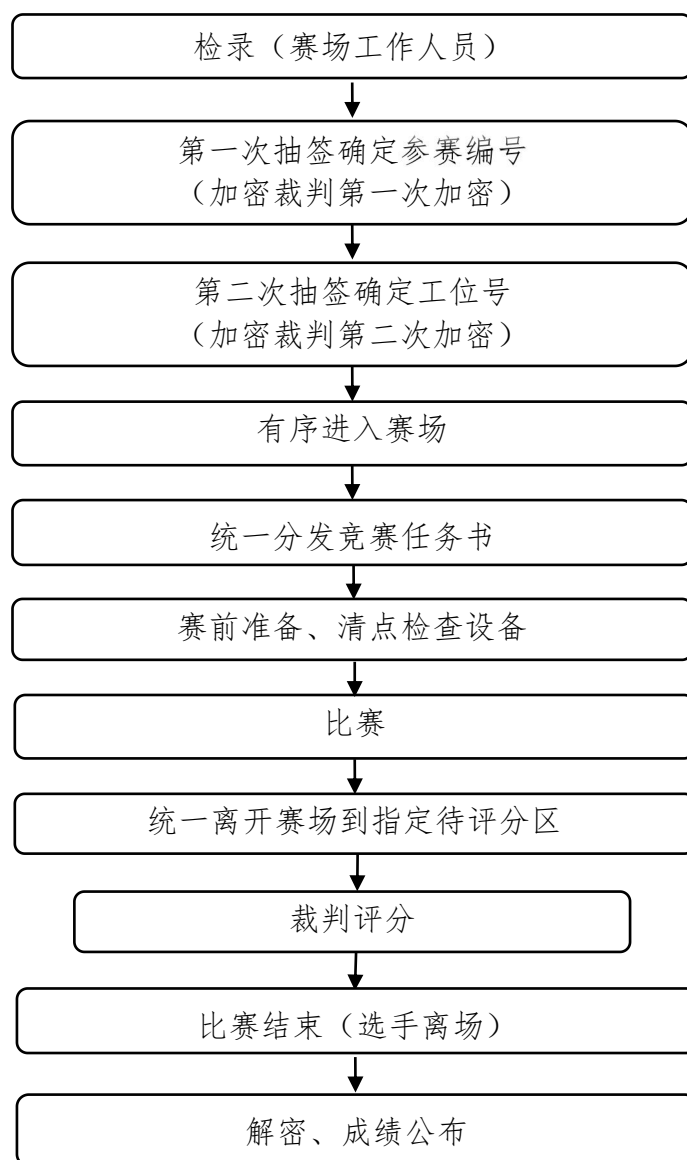 检录（赛场工作人员）
第一次抽签确定参赛编号
（加密裁判第一次加密）
第二次抽签确定工位号
（加密裁判第二次加密）
有序进入赛场
统一分发竞赛任务书
赛前准备、清点检查设备
比赛
统一离开赛场到指定待评分区
裁判评分
比赛结束（选手离场）
解密、成绩公布